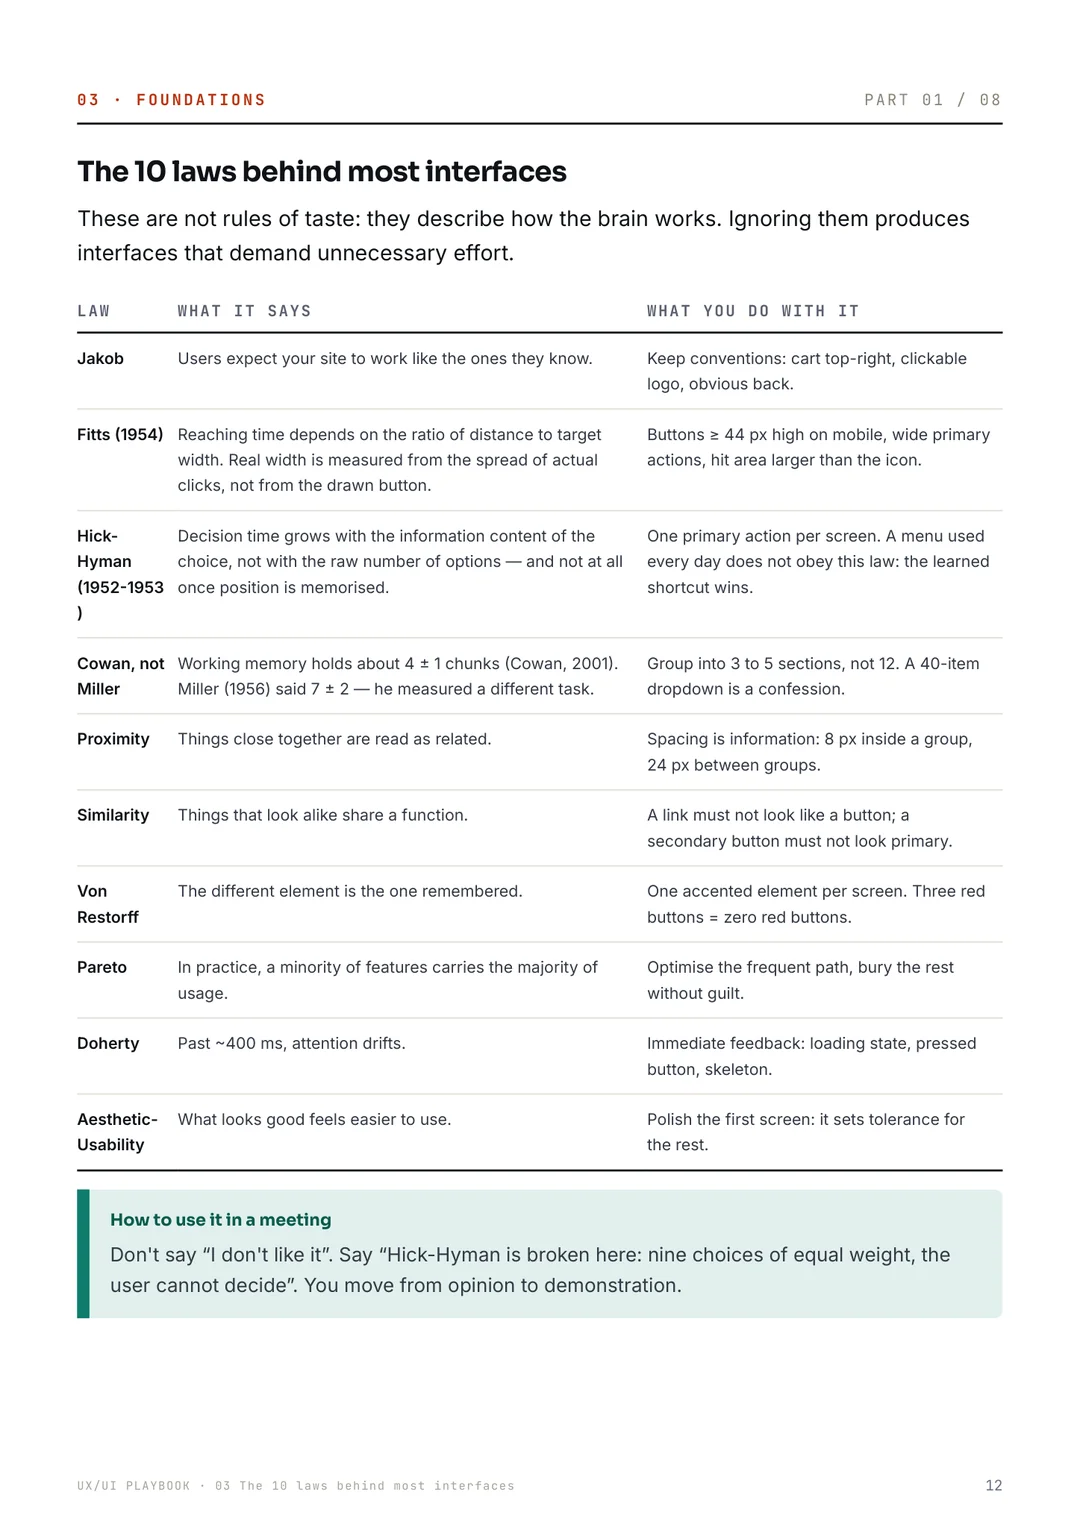 03 · FOUNDATIONS
PART 01 / 08
The 10 laws behind most interfaces
These are not rules of taste: they describe how the brain works. Ignoring them produces
interfaces that demand unnecessary effort.
LAW
WHAT IT SAYS
WHAT YOU DO WITH IT
Jakob
Users expect your site to work like the ones they know.
Keep conventions: cart top-right, clickable
logo, obvious back.
Fitts (1954)
Reaching time depends on the ratio of distance to target
width. Real width is measured from the spread of actual
clicks, not from the drawn button.
Buttons ≥ 44 px high on mobile, wide primary
actions, hit area larger than the icon.
Hick-
Hyman
(1952-1953
)
Decision time grows with the information content of the
choice, not with the raw number of options — and not at all
once position is memorised.
One primary action per screen. A menu used
every day does not obey this law: the learned
shortcut wins.
Cowan, not
Miller
Working memory holds about 4 ± 1 chunks (Cowan, 2001).
Miller (1956) said 7 ± 2 — he measured a different task.
Group into 3 to 5 sections, not 12. A 40-item
dropdown is a confession.
Proximity
Things close together are read as related.
Spacing is information: 8 px inside a group,
24 px between groups.
Similarity
Things that look alike share a function.
A link must not look like a button; a
secondary button must not look primary.
Von
Restorff
The different element is the one remembered.
One accented element per screen. Three red
buttons = zero red buttons.
Pareto
In practice, a minority of features carries the majority of
usage.
Optimise the frequent path, bury the rest
without guilt.
Doherty
Past ~400 ms, attention drifts.
Immediate feedback: loading state, pressed
button, skeleton.
Aesthetic-
Usability
What looks good feels easier to use.
Polish the first screen: it sets tolerance for
the rest.
How to use it in a meeting
Don't say “I don't like it”. Say “Hick-Hyman is broken here: nine choices of equal weight, the
user cannot decide”. You move from opinion to demonstration.
UX/UI PLAYBOOK · 03 The 10 laws behind most interfaces
12